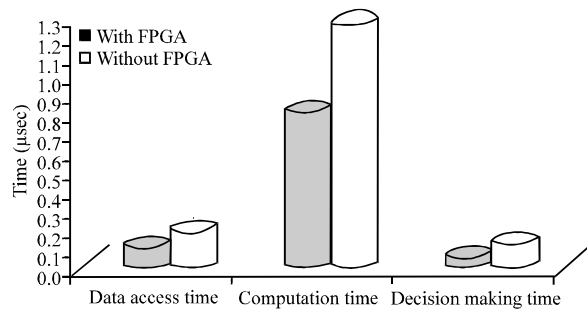 1.3
1.2
1.1
1.0
0.9
0.8
0.7
0.6
0.5
0.4
0.3
0.2
0.1
0.0
Time (µsec)
With FPGA
Without FPGA
Data access time
Computation time
Decision making time